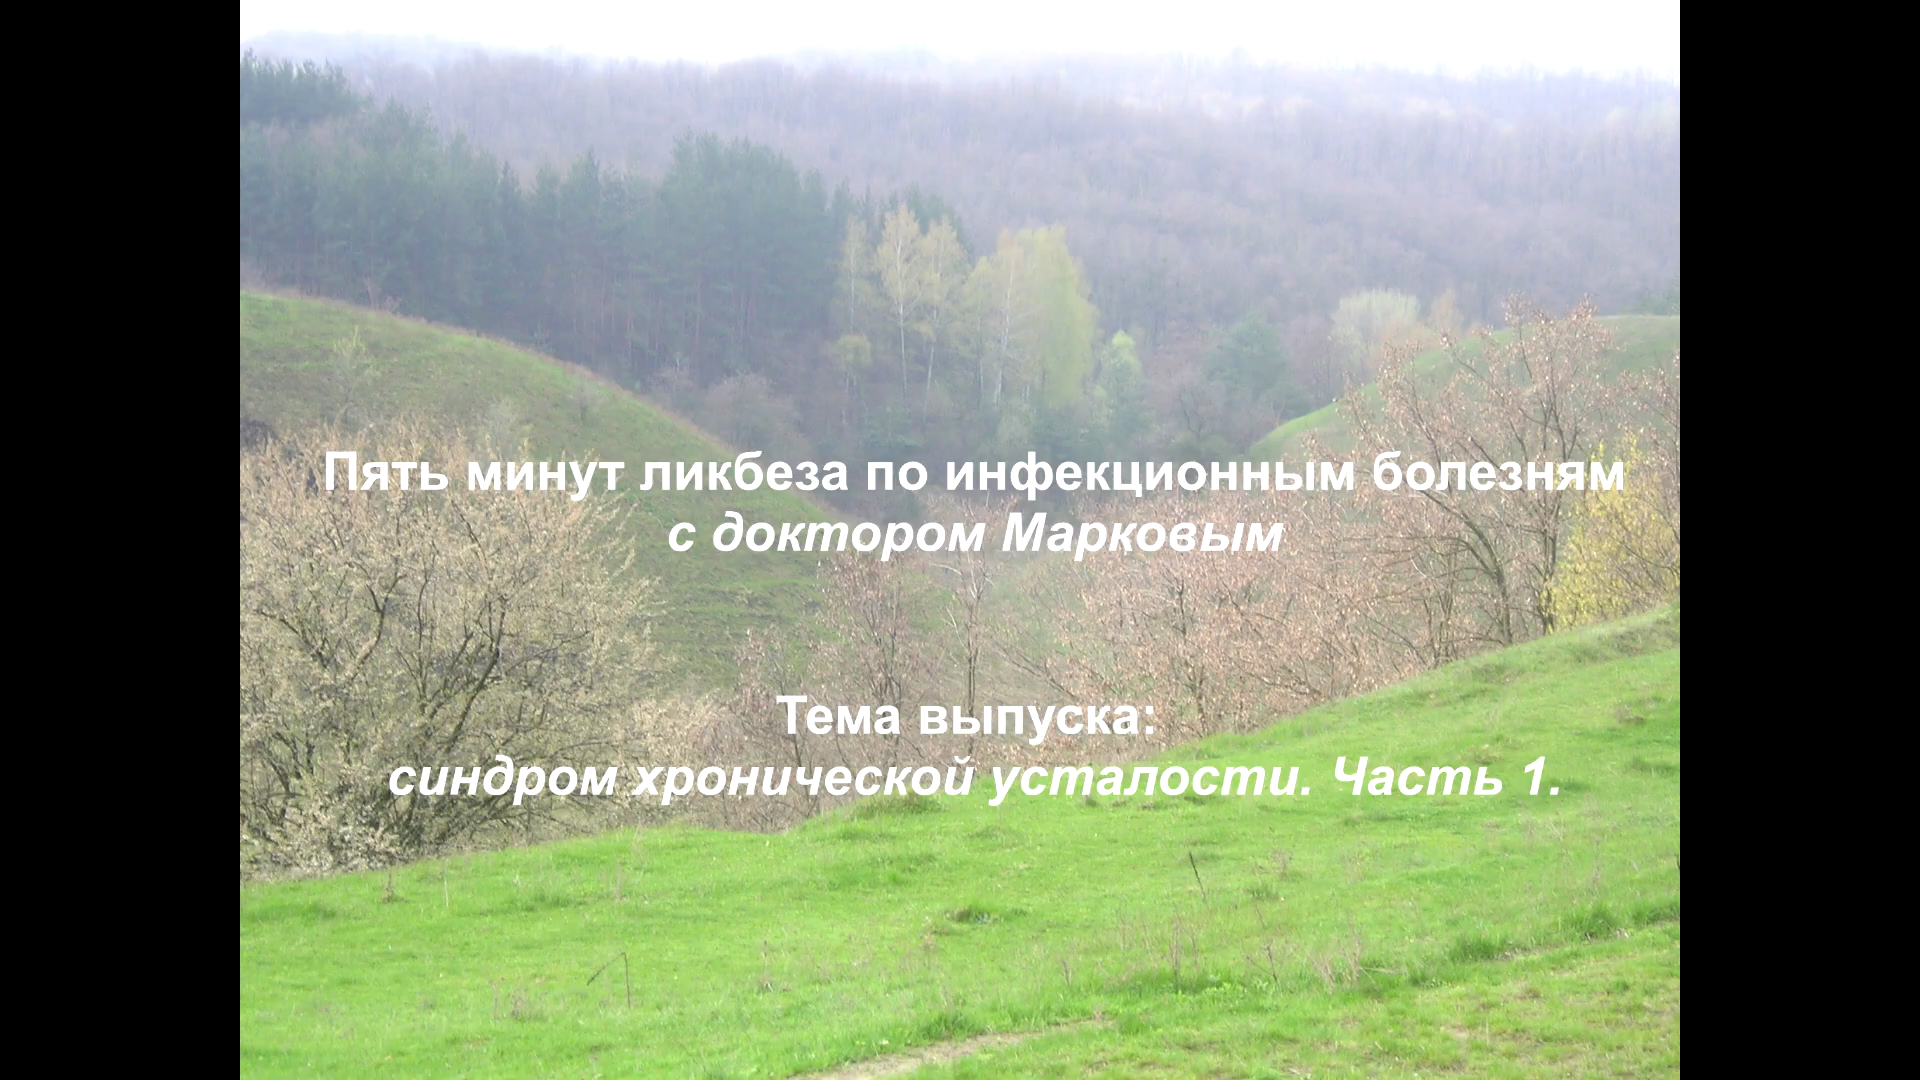 Пять минут ликбеза по инфекционным болезням
с доктором Марковым
Тема выпуска:
синдром хронической усталости. Часть 1.